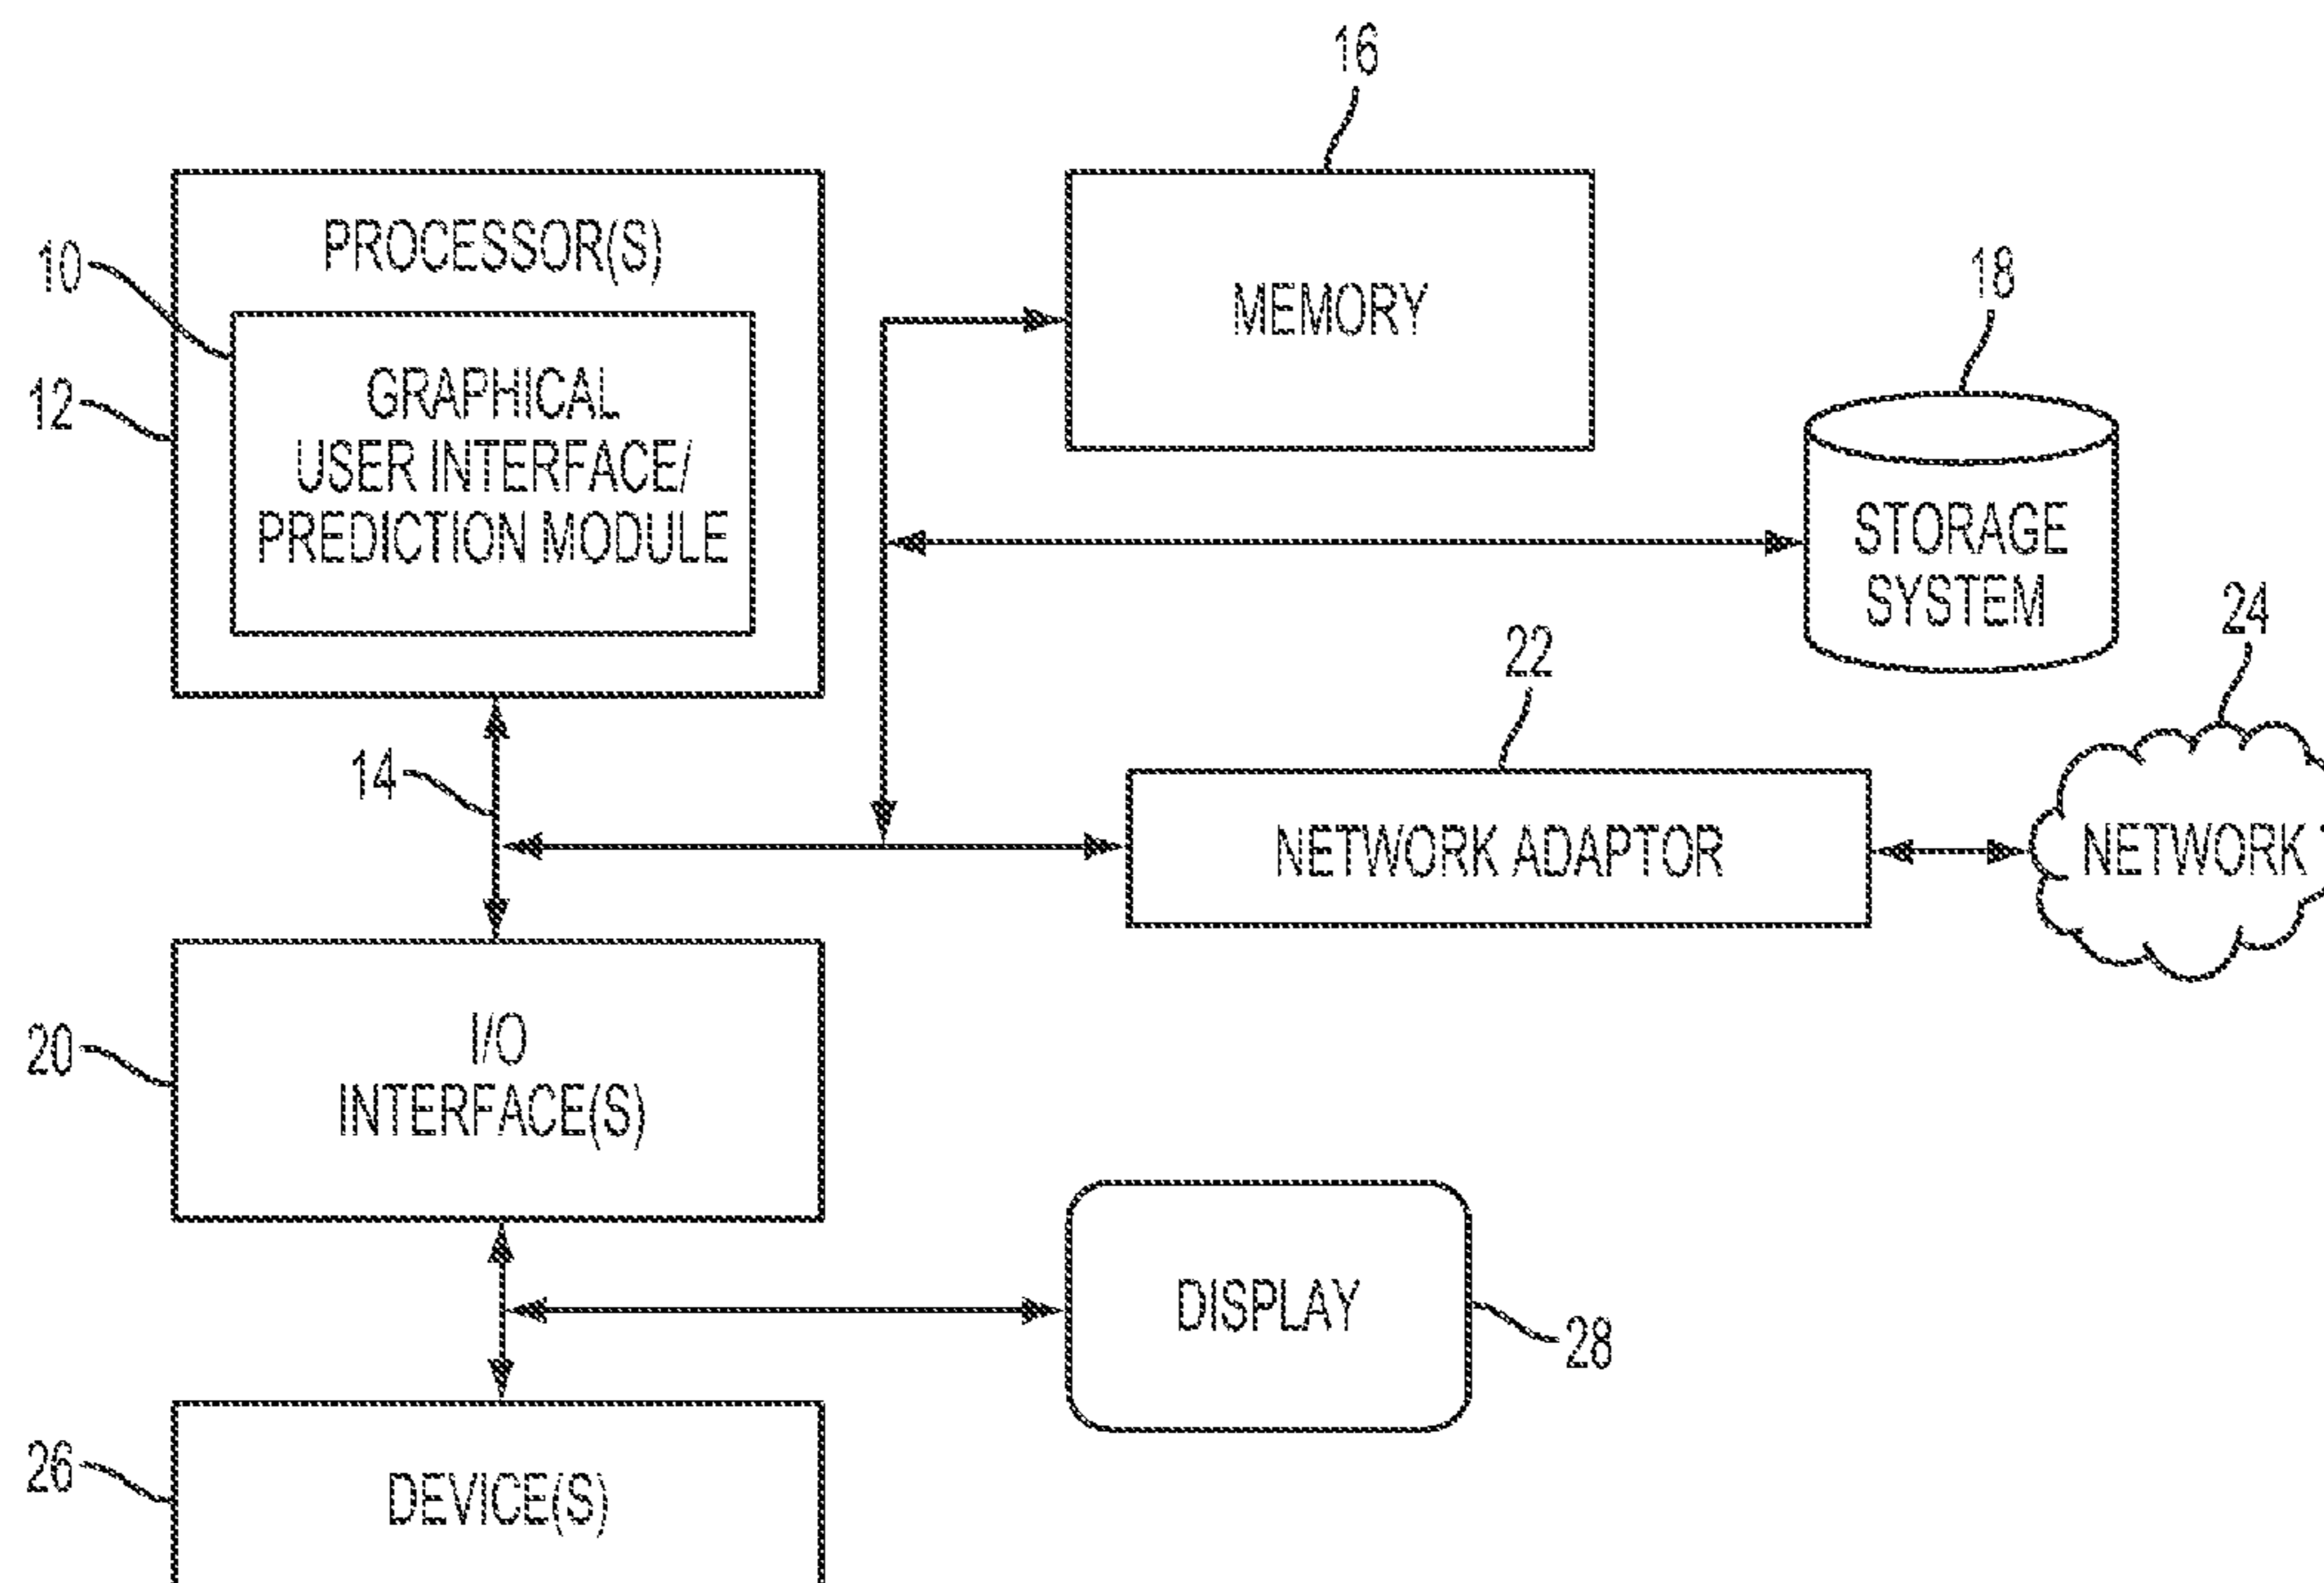 16
PROCESSOR(S)
10
18
MEMORY
GRAPHICAL
12
USER INTERFACE/
PREDICTION MODULE
STORAGE
SYSTEM
24
22
14
NETWORK ADAPTOR
NETWORK
I/O
20
INTERFACE(S)
DISPLAY
28
26
DEVICE(S)